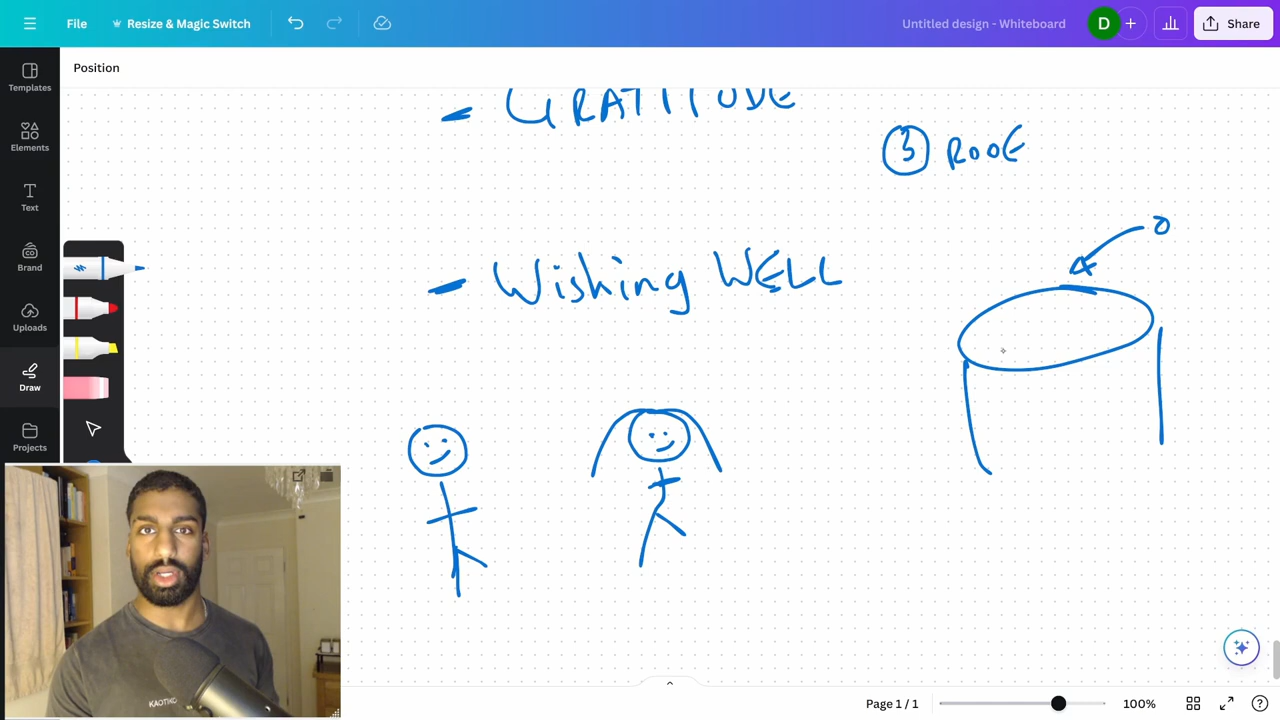 File
Resize & Magic Switch
Untitled design - Whiteboard
D
Share
Position
Templates
Elements
Text
Brand
Uploads
Draw
Projects
- GRATITUDE
③ ROOF
- Wishing WELL
Page 1 / 1
100%